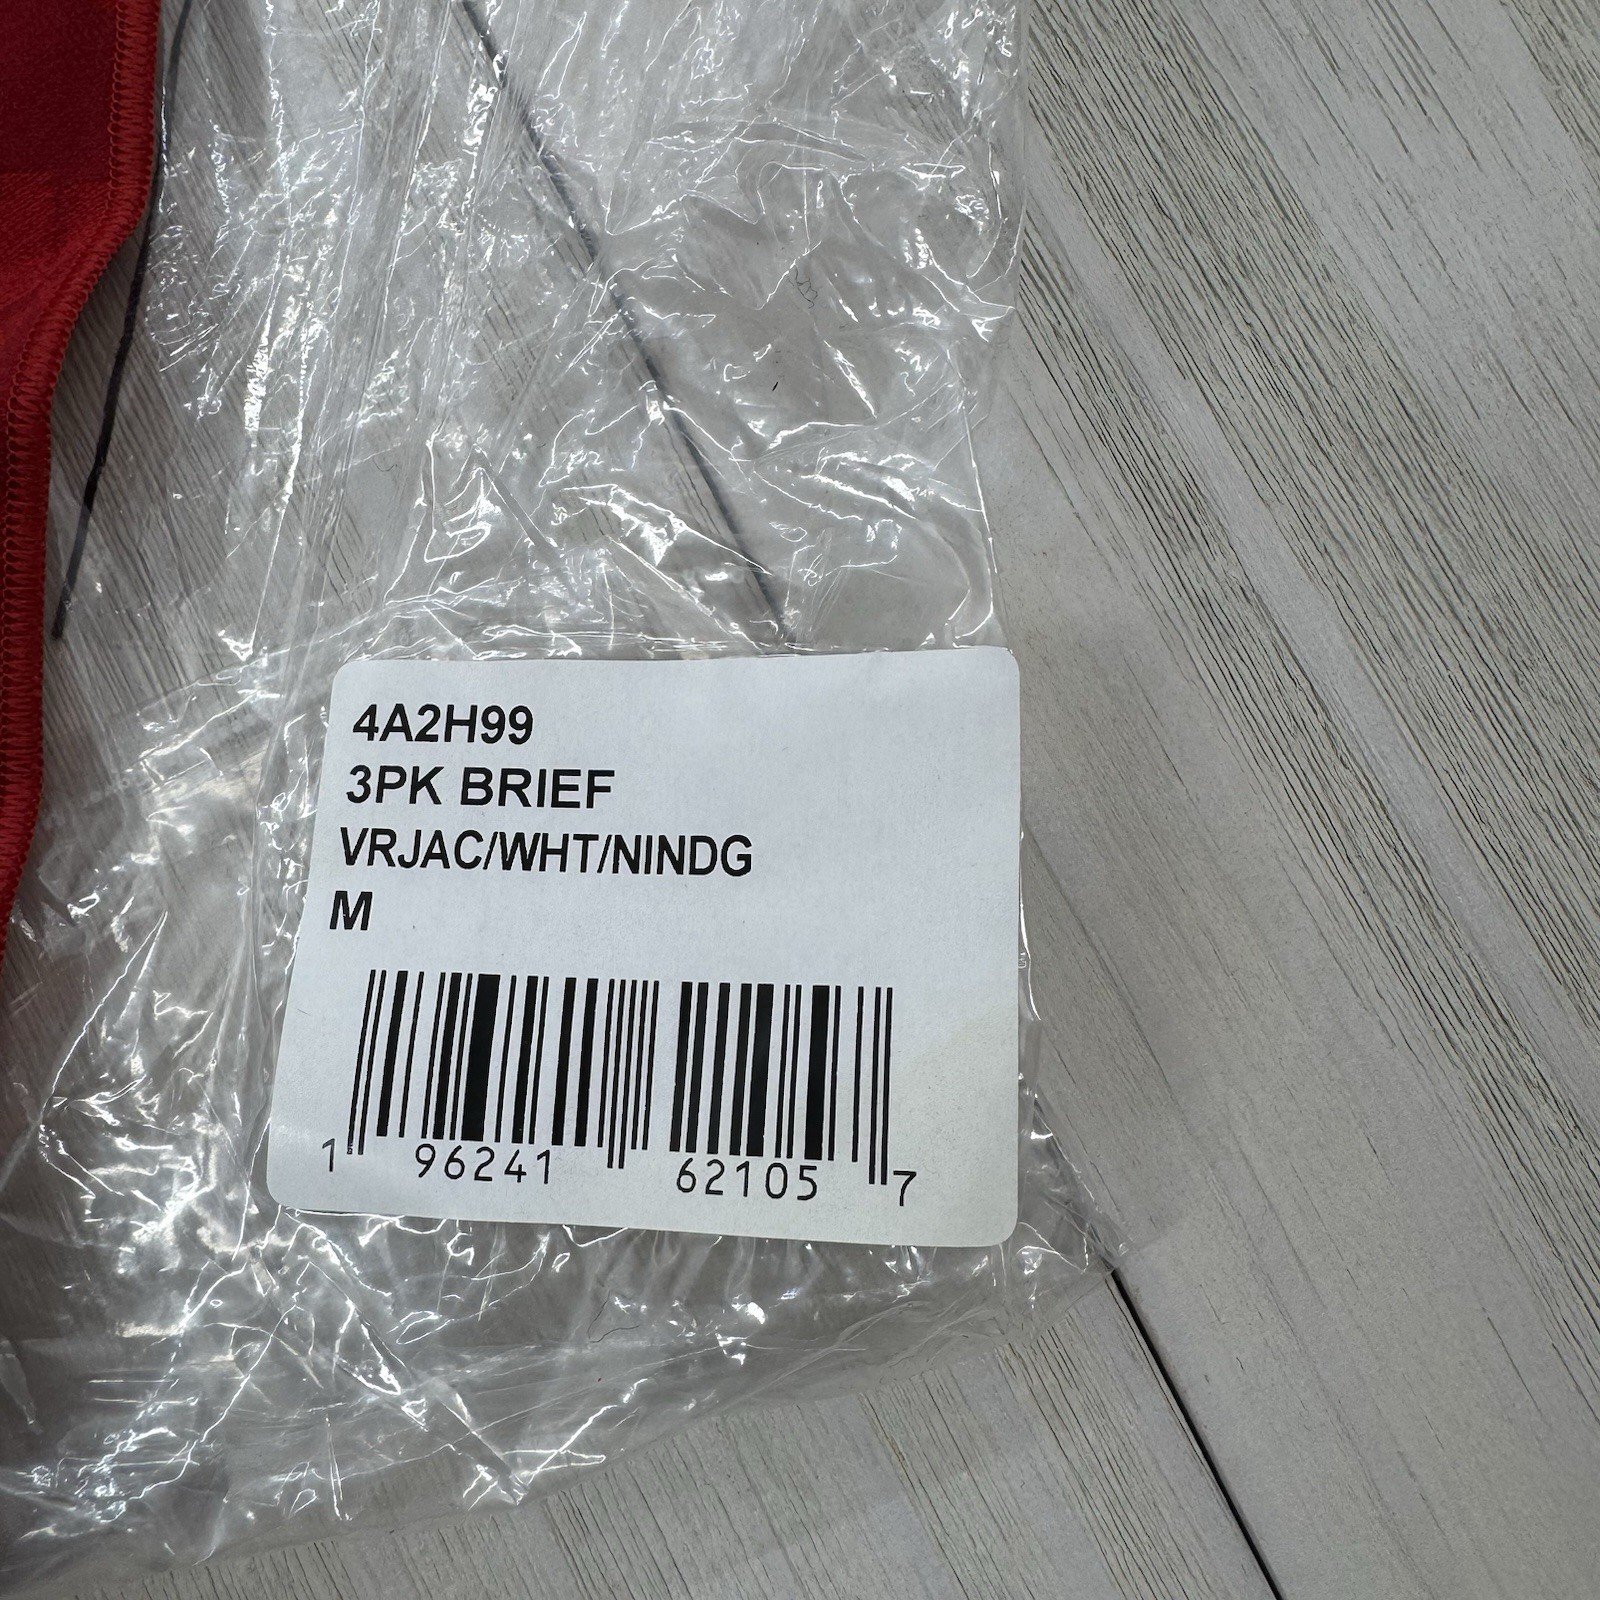 4A2H99
3PK BRIEF
VRJAC/WHT/NINDG
M
1 96241 62105 7